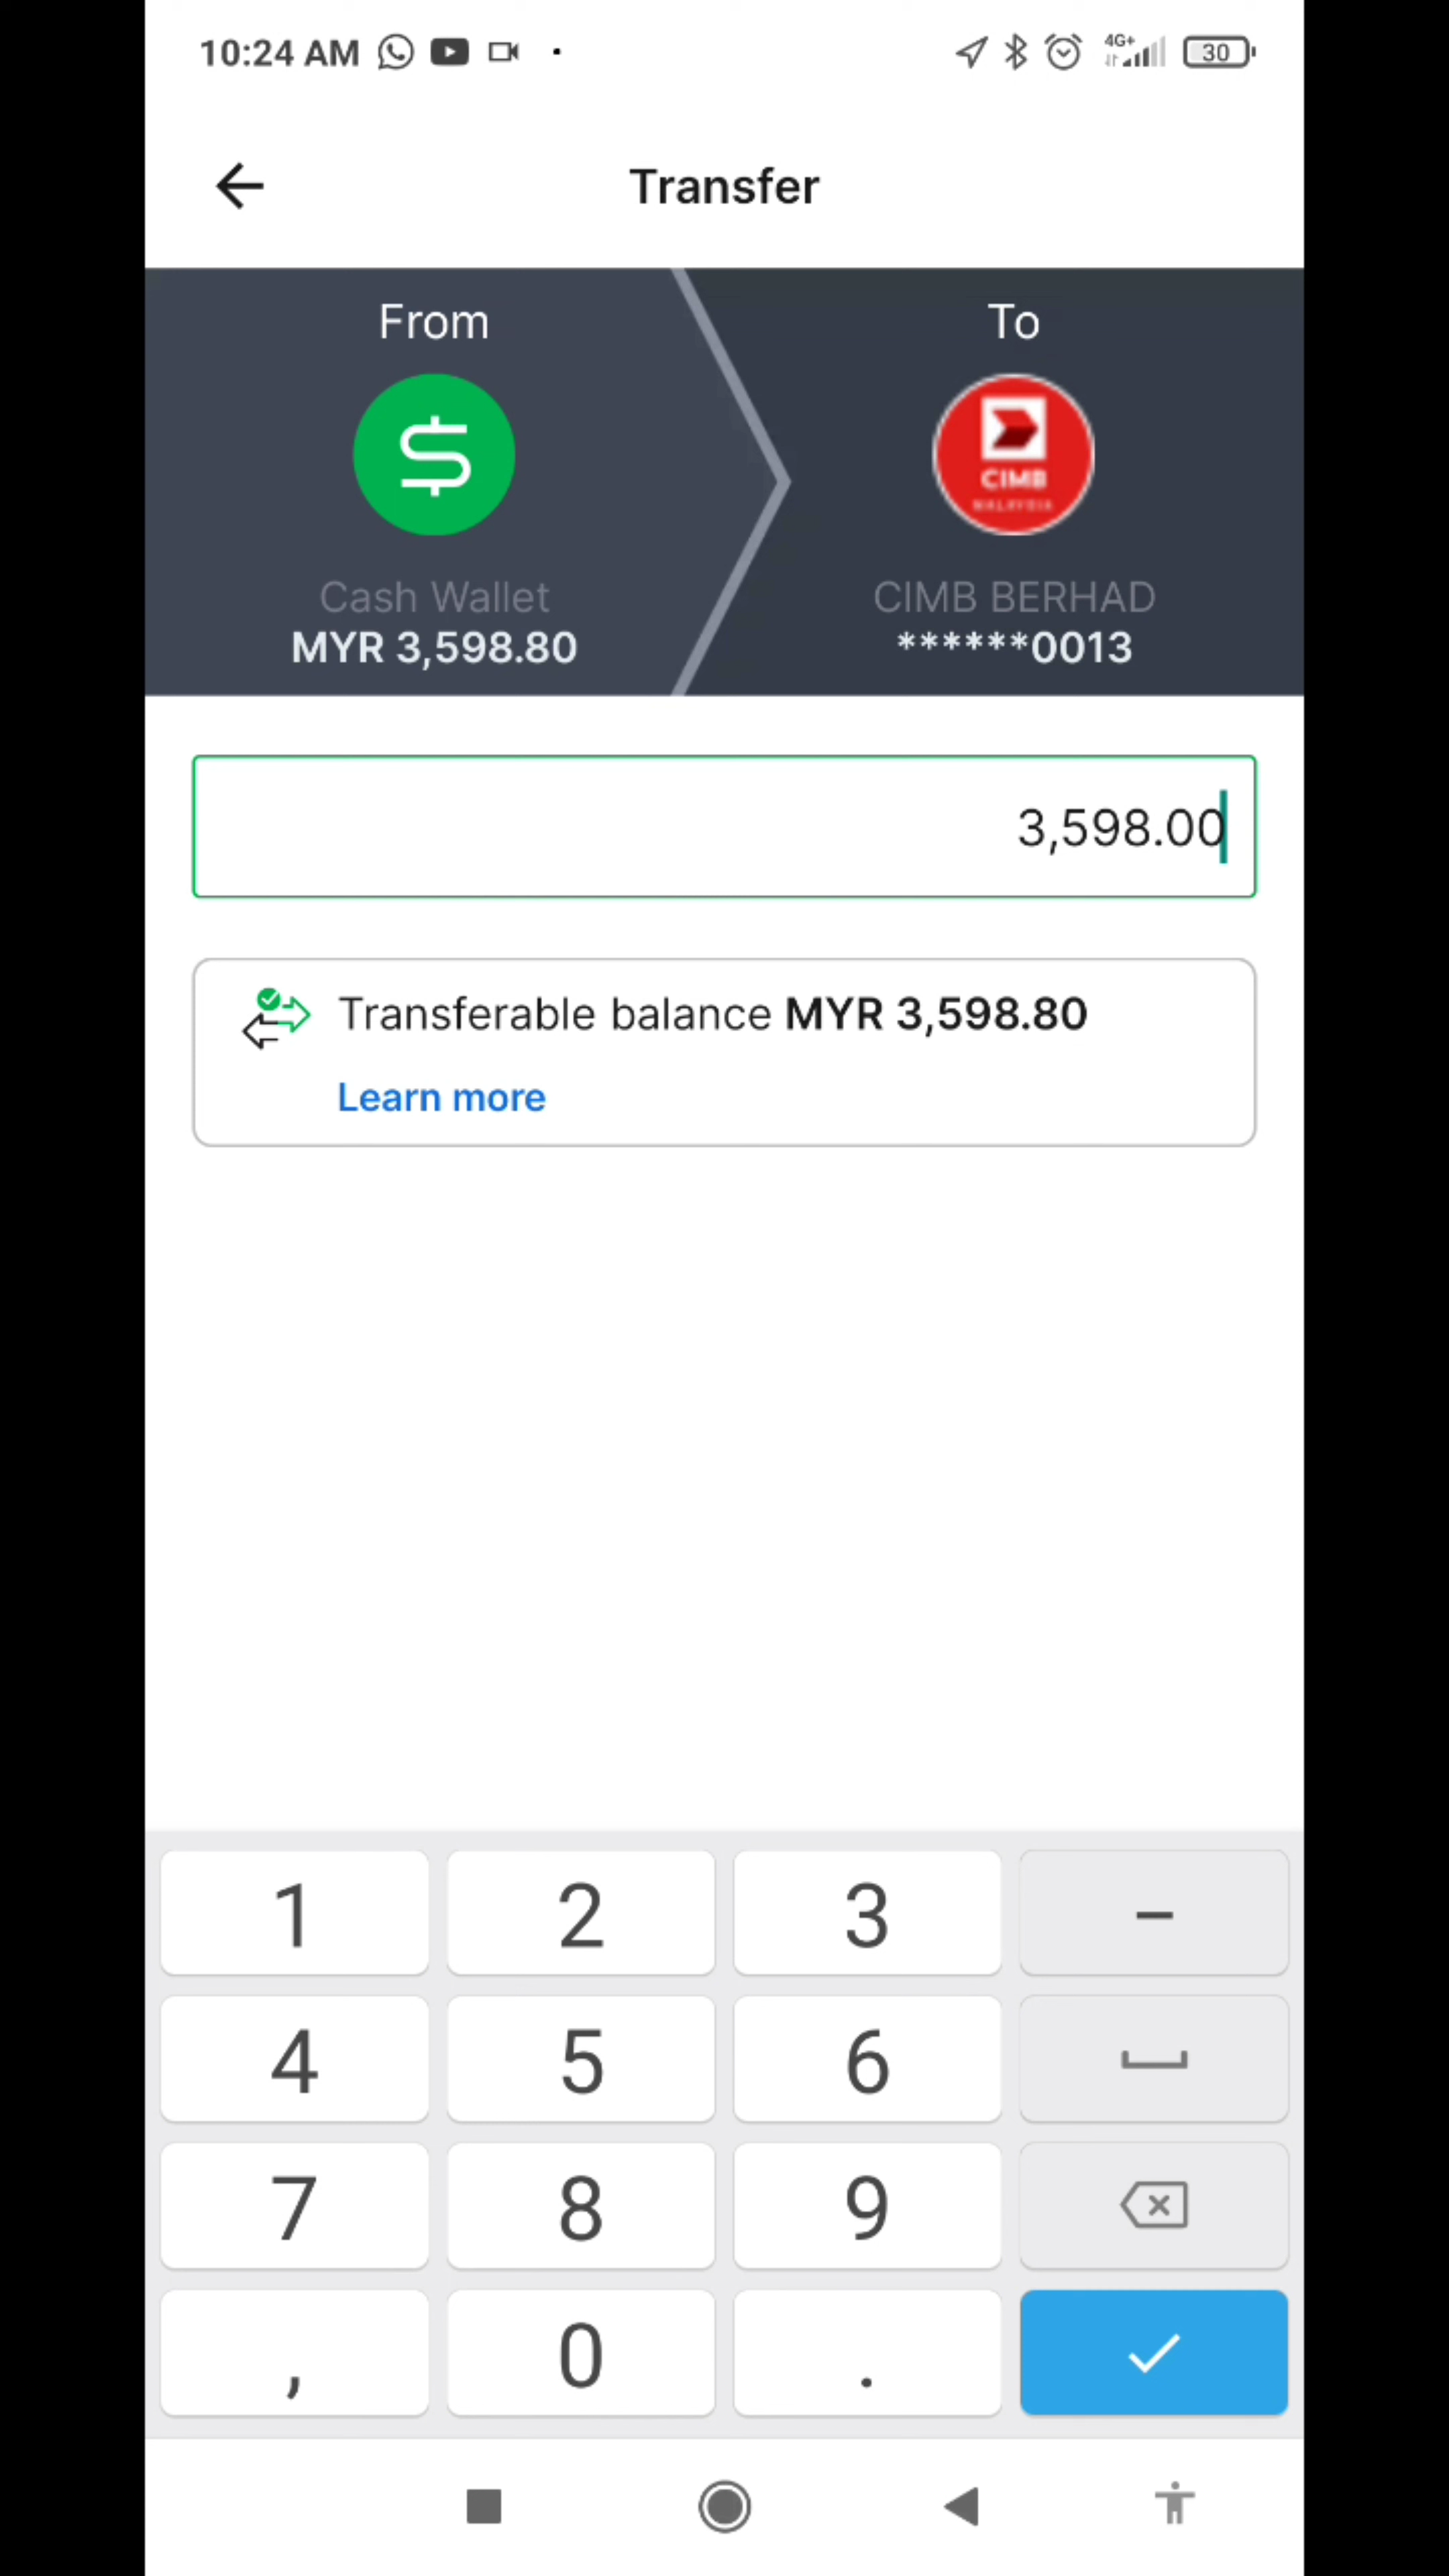 10:24 AM
4G+
30
Transfer
From
To
CIMB
MALAYSIA
Cash Wallet
CIMB BERHAD
MYR 3,598.80
******0013
3,598.00
Transferable balance MYR 3,598.80
Learn more
1 2 3 –
4 5 6
7 8 9
, 0 .